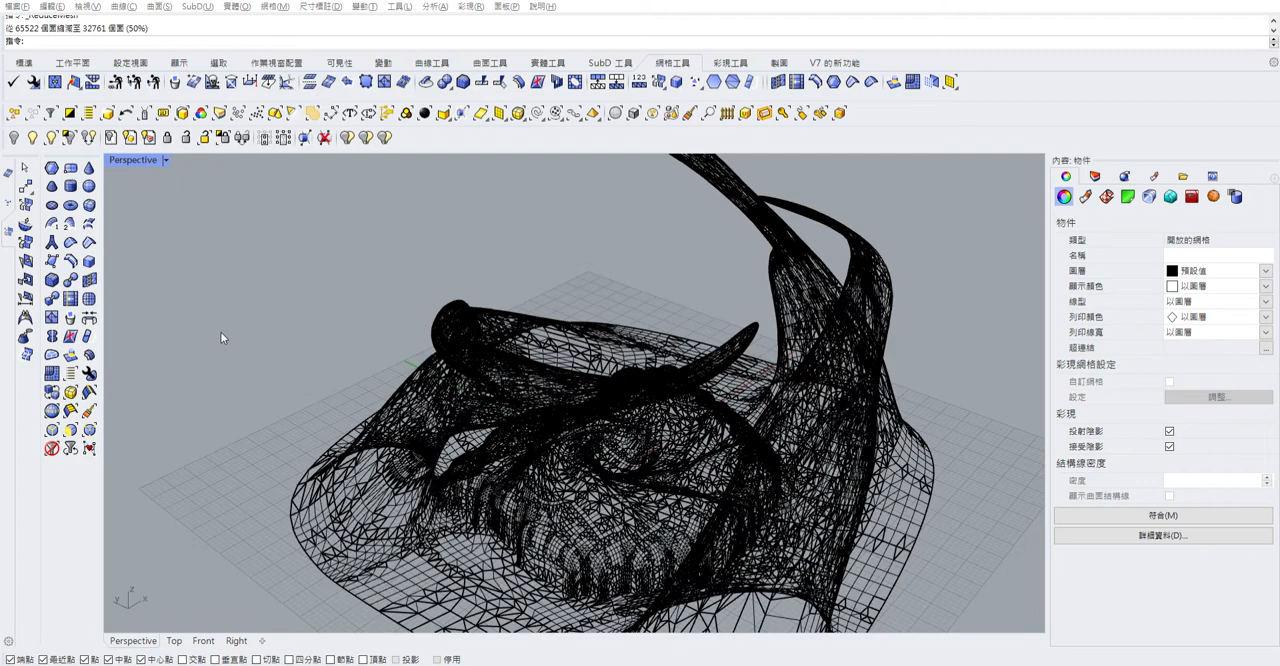 檔案(F) 編輯(E) 檢視(V) 曲線(C) 曲面(S) SubD(U) 實體(O) 網格(M) 尺寸標註(D) 變動(T) 工具(L) 分析(A) 彩現(R) 面板(P) 說明(H)
指令: _ReduceMesh
從 65522 個面縮減至 32761 個面 (50%)
指令:
標準 工作平面 設定視圖 顯示 選取 作業視窗配置 可見性 變動 曲線工具 曲面工具 實體工具 SubD 工具 網格工具 彩現工具 製圖 V7 的新功能
Perspective
內容: 物件
物件
類型 開放的網格
名稱
圖層 預設值
顯示顏色 以圖層
線型 以圖層
列印顏色 以圖層
列印線寬 以圖層
超連結 ...
彩現網格設定
自訂網格
設定 調整...
彩現
投射陰影
接受陰影
結構線密度
密度
顯示曲面結構線
符合(M)
詳細資料(D)...
z
y x
Perspective Top Front Right
端點 最近點 點 中點 中心點 交點 垂直點 切點 四分點 節點 頂點 投影 停用